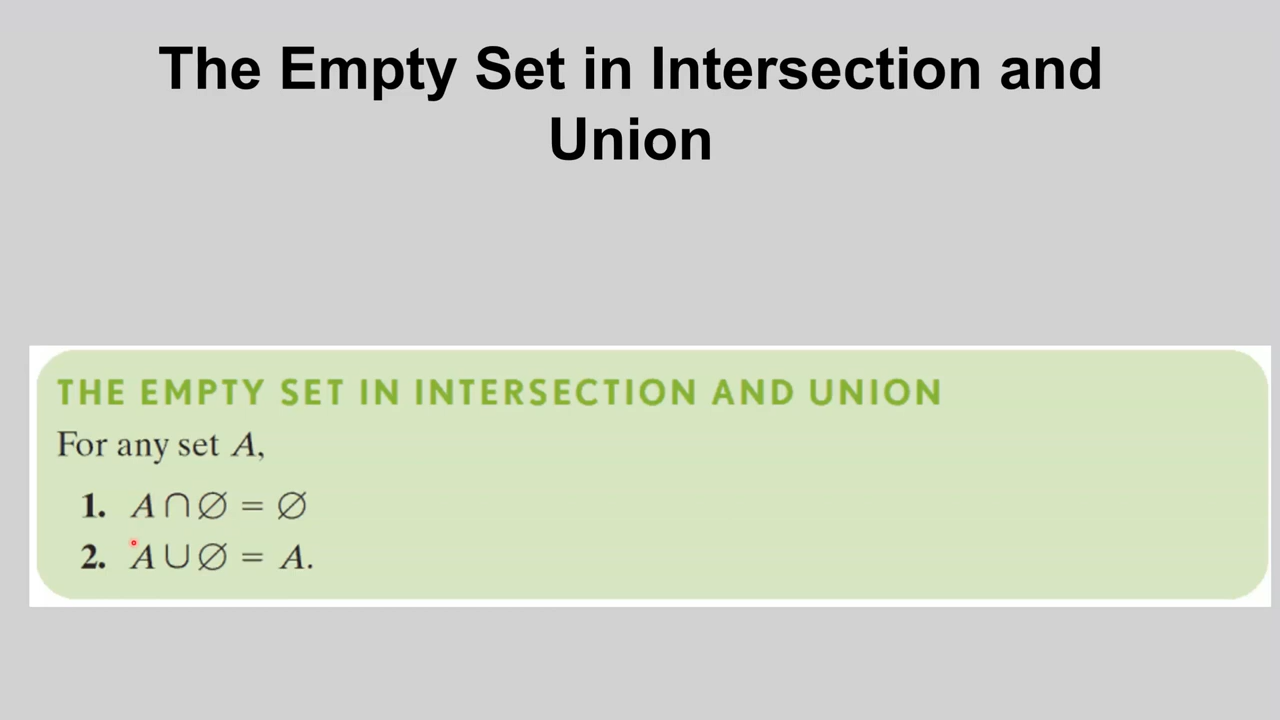 The Empty Set in Intersection and
Union
THE EMPTY SET IN INTERSECTION AND UNION
For any set A,
1. A ∩ ∅ = ∅
2. A ∪ ∅ = A.